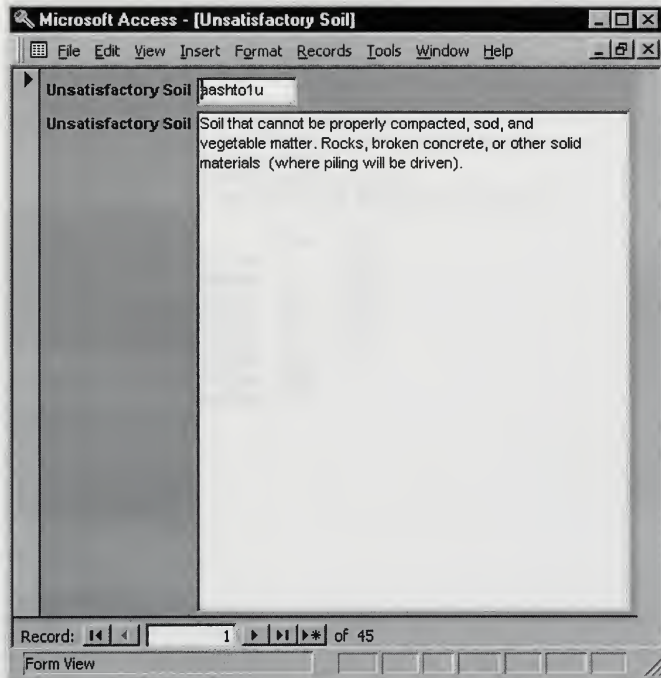 Microsoft Access - [Unsatisfactory Soil]
File Edit View Insert Format Records Tools Window Help
Unsatisfactory Soil aashto1u
Unsatisfactory Soil Soil that cannot be properly compacted, sod, and
vegetable matter. Rocks, broken concrete, or other solid
materials (where piling will be driven).
Record: 1 of 45
Form View